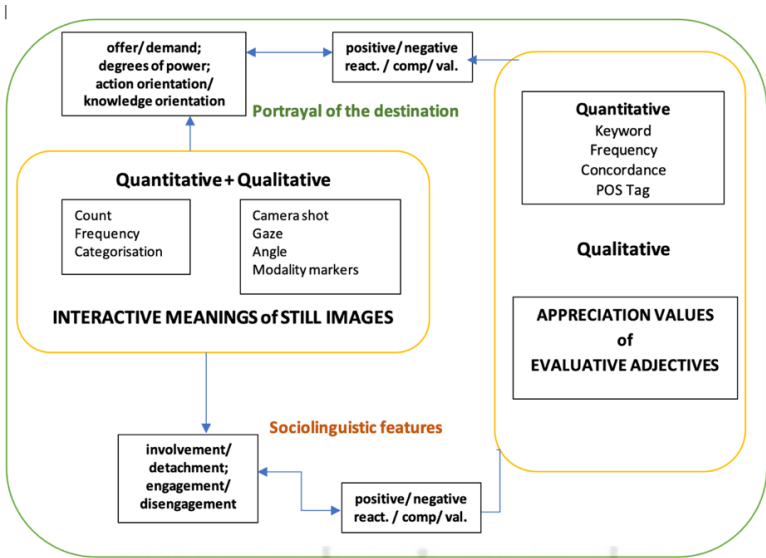 offer/ demand;
degrees of power;
action orientation/
knowledge orientation
positive/ negative
react. / comp/ val.
Portrayal of the destination
Quantitative + Qualitative
Count
Frequency
Categorisation
Camera shot
Gaze
Angle
Modality markers
INTERACTIVE MEANINGS of STILL IMAGES
Quantitative
Keyword
Frequency
Concordance
POS Tag
Qualitative
APPRECIATION VALUES
of
EVALUATIVE ADJECTIVES
Sociolinguistic features
involvement/
detachment;
engagement/
disengagement
positive/ negative
react. / comp/ val.